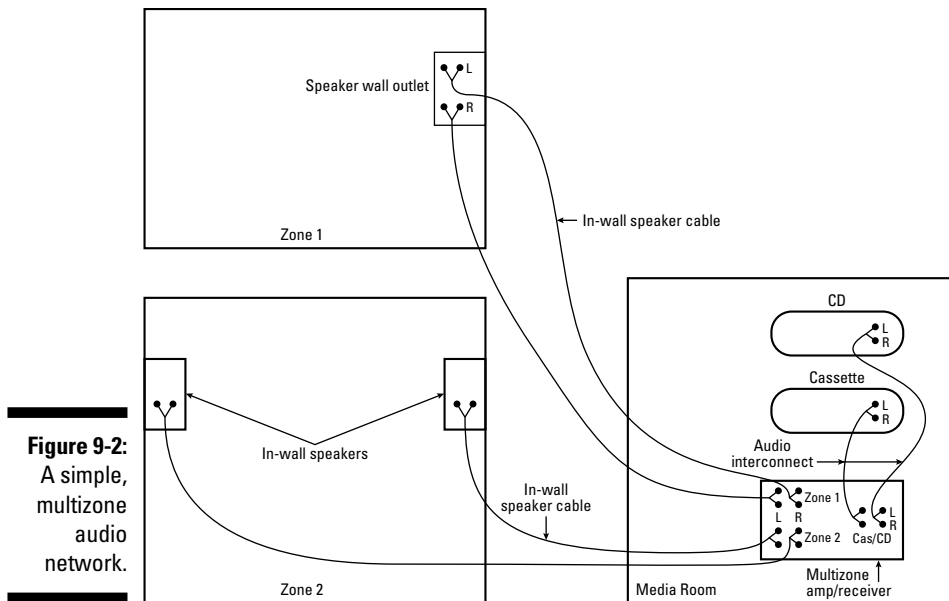 L
Speaker wall outlet
R
In-wall speaker cable
Zone 1
CD
L
R
Cassette
L
R
Figure 9-2:
A simple,
multizone
audio
network.
In-wall speakers
Audio
interconnect
In-wall
speaker cable
Zone 1
L R
L
R
Zone 2
Cas/CD
Zone 2
Media Room
Multizone
amp/receiver